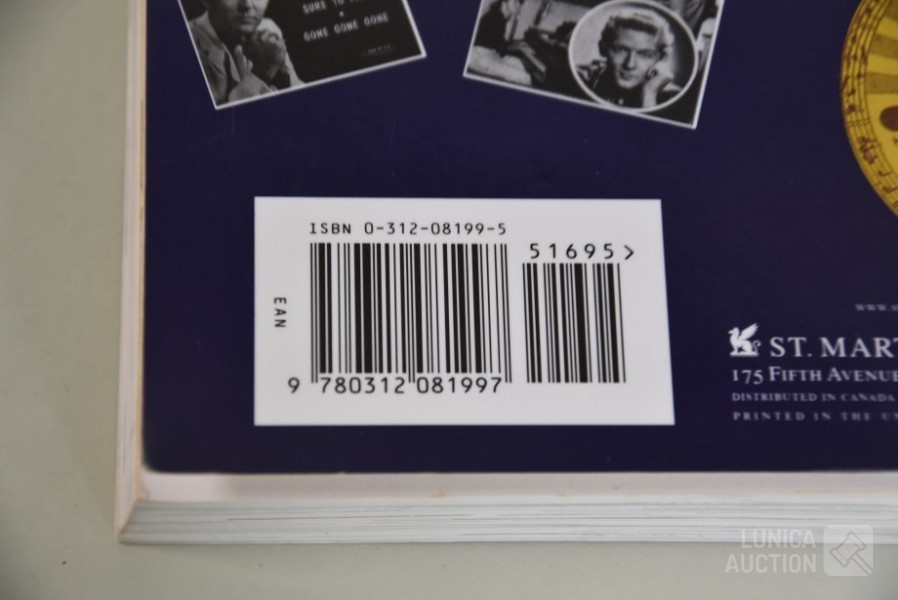 SURE TO
GONE GONE GONE
ISBN 0-312-08199-5
51695>
EAN
9 780312 081997
ST. MART
175 FIFTH AVENUE
DISTRIBUTED IN CANADA
PRINTED IN THE U
LUNICA
AUCTION